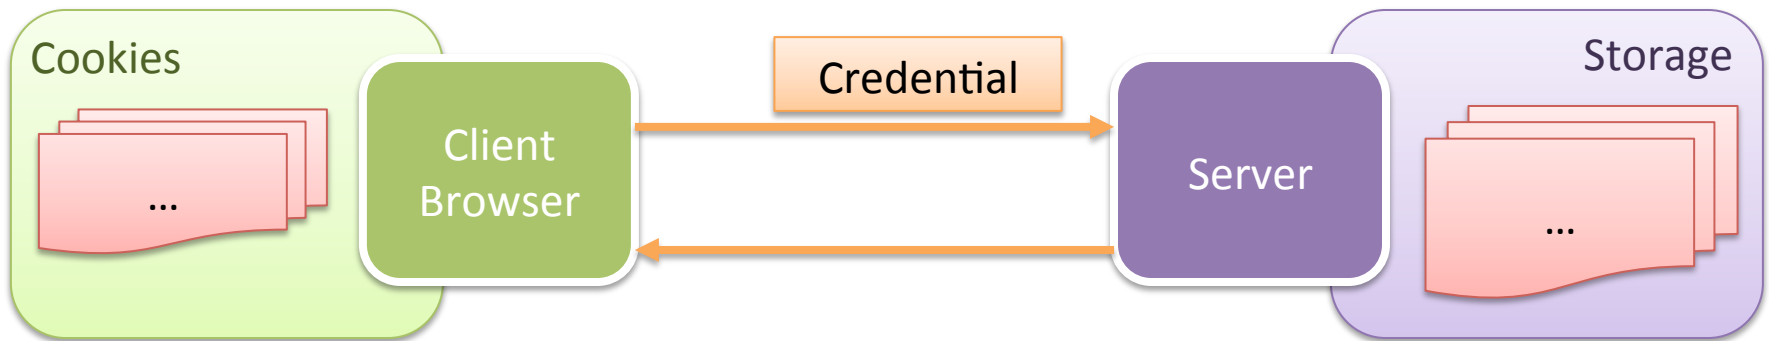 Cookies
...
Client
Browser
Credential
Server
Storage
...